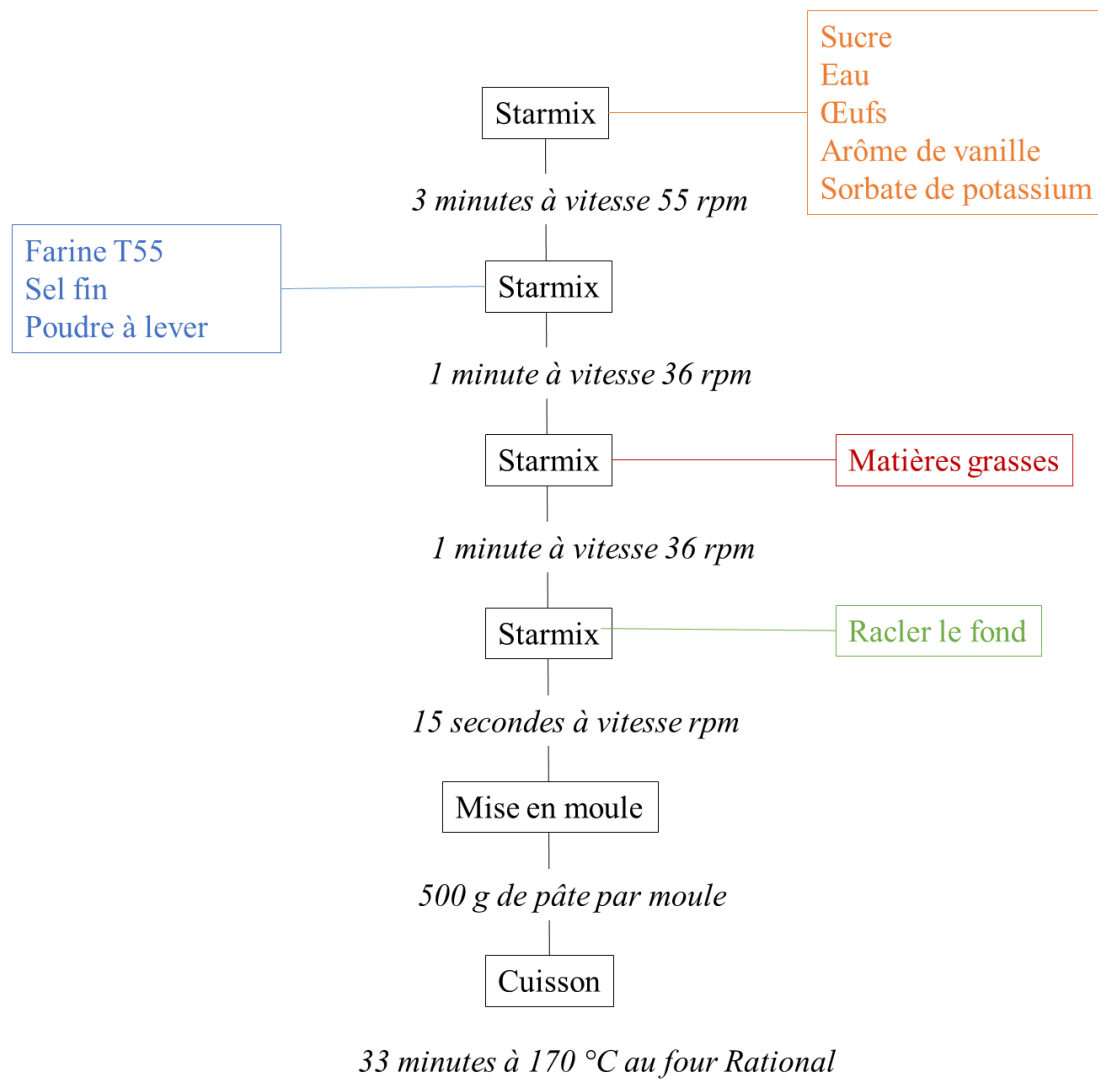 Sucre
Eau
Œufs
Arôme de vanille
Sorbate de potassium
Starmix
3 minutes à vitesse 55 rpm
Farine T55
Sel fin
Poudre à lever
Starmix
1 minute à vitesse 36 rpm
Starmix
Matières grasses
1 minute à vitesse 36 rpm
Starmix
Racler le fond
15 secondes à vitesse rpm
Mise en moule
500 g de pâte par moule
Cuisson
33 minutes à 170 °C au four Rational